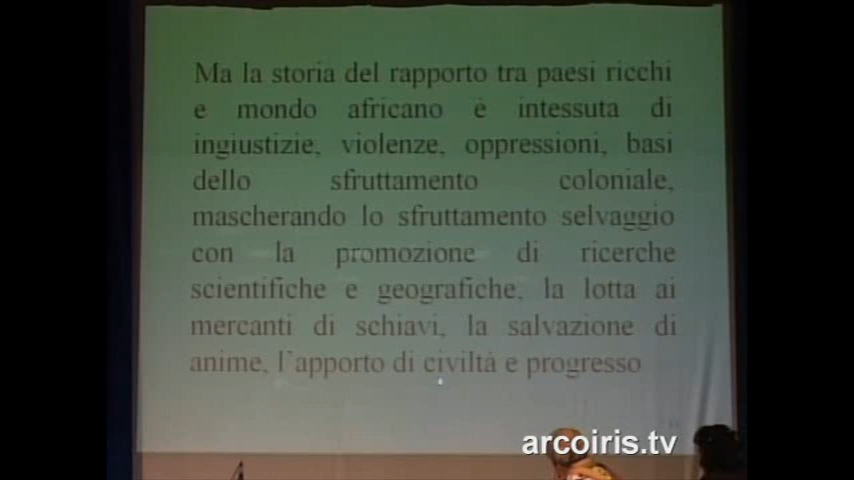 Ma la storia del rapporto tra paesi ricchi
e mondo africano è intessuta di
ingiustizie, violenze, oppressioni, basi
dello sfruttamento coloniale,
mascherando lo sfruttamento selvaggio
con la promozione di ricerche
scientifiche e geografiche, la lotta ai
mercanti di schiavi, la salvazione di
anime, l'apporto di civiltà e progresso
arcoiris.tv